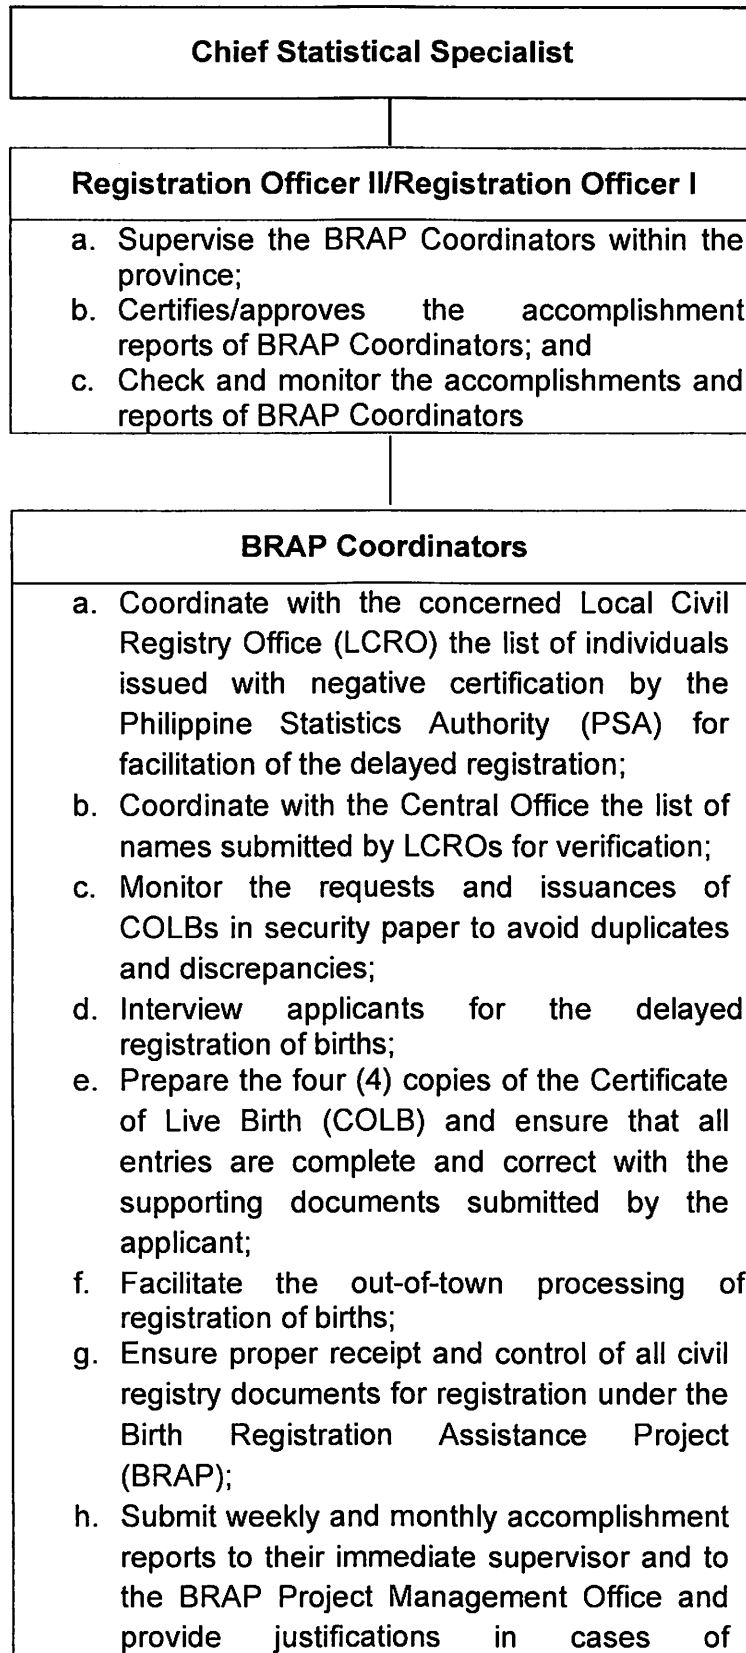 Chief Statistical Specialist
Registration Officer II/Registration Officer I
a. Supervise the BRAP Coordinators within the
province;
b. Certifies/approves the accomplishment
reports of BRAP Coordinators; and
c. Check and monitor the accomplishments and
reports of BRAP Coordinators
BRAP Coordinators
a. Coordinate with the concerned Local Civil
Registry Office (LCRO) the list of individuals
issued with negative certification by the
Philippine Statistics Authority (PSA) for
facilitation of the delayed registration;
b. Coordinate with the Central Office the list of
names submitted by LCROs for verification;
c. Monitor the requests and issuances of
COLBs in security paper to avoid duplicates
and discrepancies;
d. Interview applicants for the delayed
registration of births;
e. Prepare the four (4) copies of the Certificate
of Live Birth (COLB) and ensure that all
entries are complete and correct with the
supporting documents submitted by the
applicant;
f. Facilitate the out-of-town processing of
registration of births;
g. Ensure proper receipt and control of all civil
registry documents for registration under the
Birth Registration Assistance Project
(BRAP);
h. Submit weekly and monthly accomplishment
reports to their immediate supervisor and to
the BRAP Project Management Office and
provide justifications in cases of